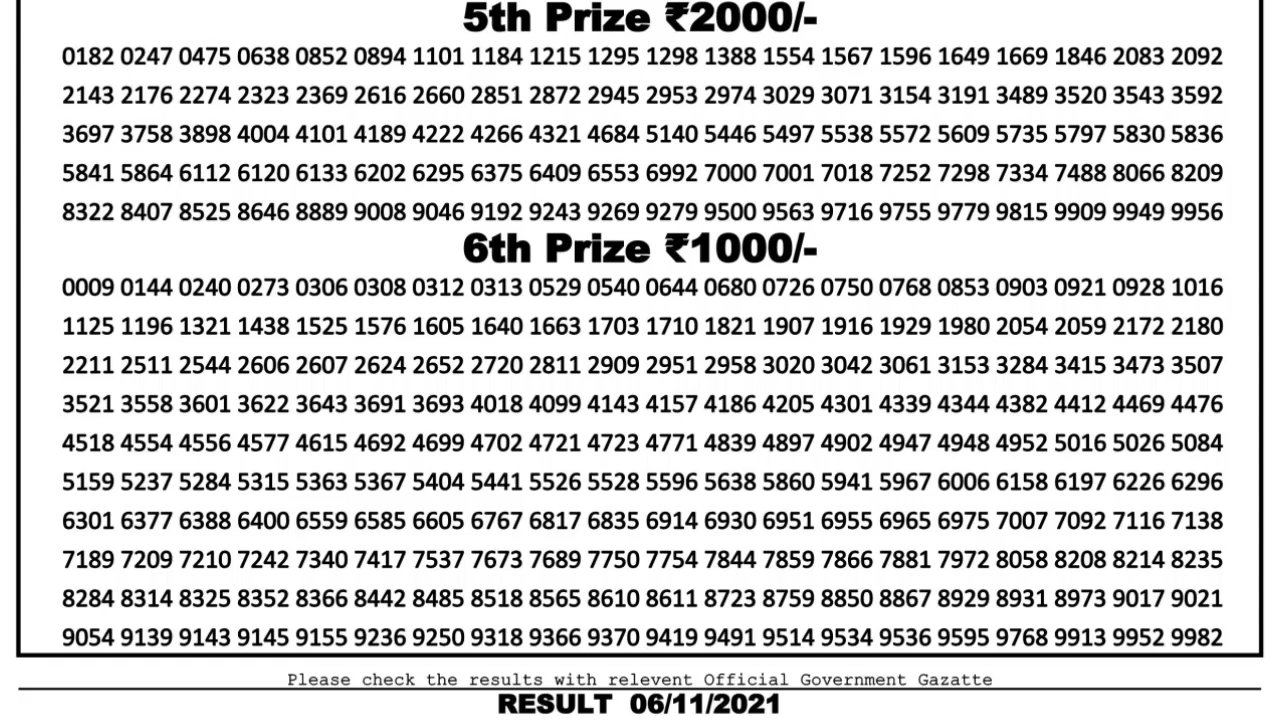 5th Prize ₹2000/-
0182 0247 0475 0638 0852 0894 1101 1184 1215 1295 1298 1388 1554 1567 1596 1649 1669 1846 2083 2092
2143 2176 2274 2323 2369 2616 2660 2851 2872 2945 2953 2974 3029 3071 3154 3191 3489 3520 3543 3592
3697 3758 3898 4004 4101 4189 4222 4266 4321 4684 5140 5446 5497 5538 5572 5609 5735 5797 5830 5836
5841 5864 6112 6120 6133 6202 6295 6375 6409 6553 6992 7000 7001 7018 7252 7298 7334 7488 8066 8209
8322 8407 8525 8646 8889 9008 9046 9192 9243 9269 9279 9500 9563 9716 9755 9779 9815 9909 9949 9956
6th Prize ₹1000/-
0009 0144 0240 0273 0306 0308 0312 0313 0529 0540 0644 0680 0726 0750 0768 0853 0903 0921 0928 1016
1125 1196 1321 1438 1525 1576 1605 1640 1663 1703 1710 1821 1907 1916 1929 1980 2054 2059 2172 2180
2211 2511 2544 2606 2607 2624 2652 2720 2811 2909 2951 2958 3020 3042 3061 3153 3284 3415 3473 3507
3521 3558 3601 3622 3643 3691 3693 4018 4099 4143 4157 4186 4205 4301 4339 4344 4382 4412 4469 4476
4518 4554 4556 4577 4615 4692 4699 4702 4721 4723 4771 4839 4897 4902 4947 4948 4952 5016 5026 5084
5159 5237 5284 5315 5363 5367 5404 5441 5526 5528 5596 5638 5860 5941 5967 6006 6158 6197 6226 6296
6301 6377 6388 6400 6559 6585 6605 6767 6817 6835 6914 6930 6951 6955 6965 6975 7007 7092 7116 7138
7189 7209 7210 7242 7340 7417 7537 7673 7689 7750 7754 7844 7859 7866 7881 7972 8058 8208 8214 8235
8284 8314 8325 8352 8366 8442 8485 8518 8565 8610 8611 8723 8759 8850 8867 8929 8931 8973 9017 9021
9054 9139 9143 9145 9155 9236 9250 9318 9366 9370 9419 9491 9514 9534 9536 9595 9768 9913 9952 9982
Please check the results with relevent Official Government Gazatte
RESULT 06/11/2021